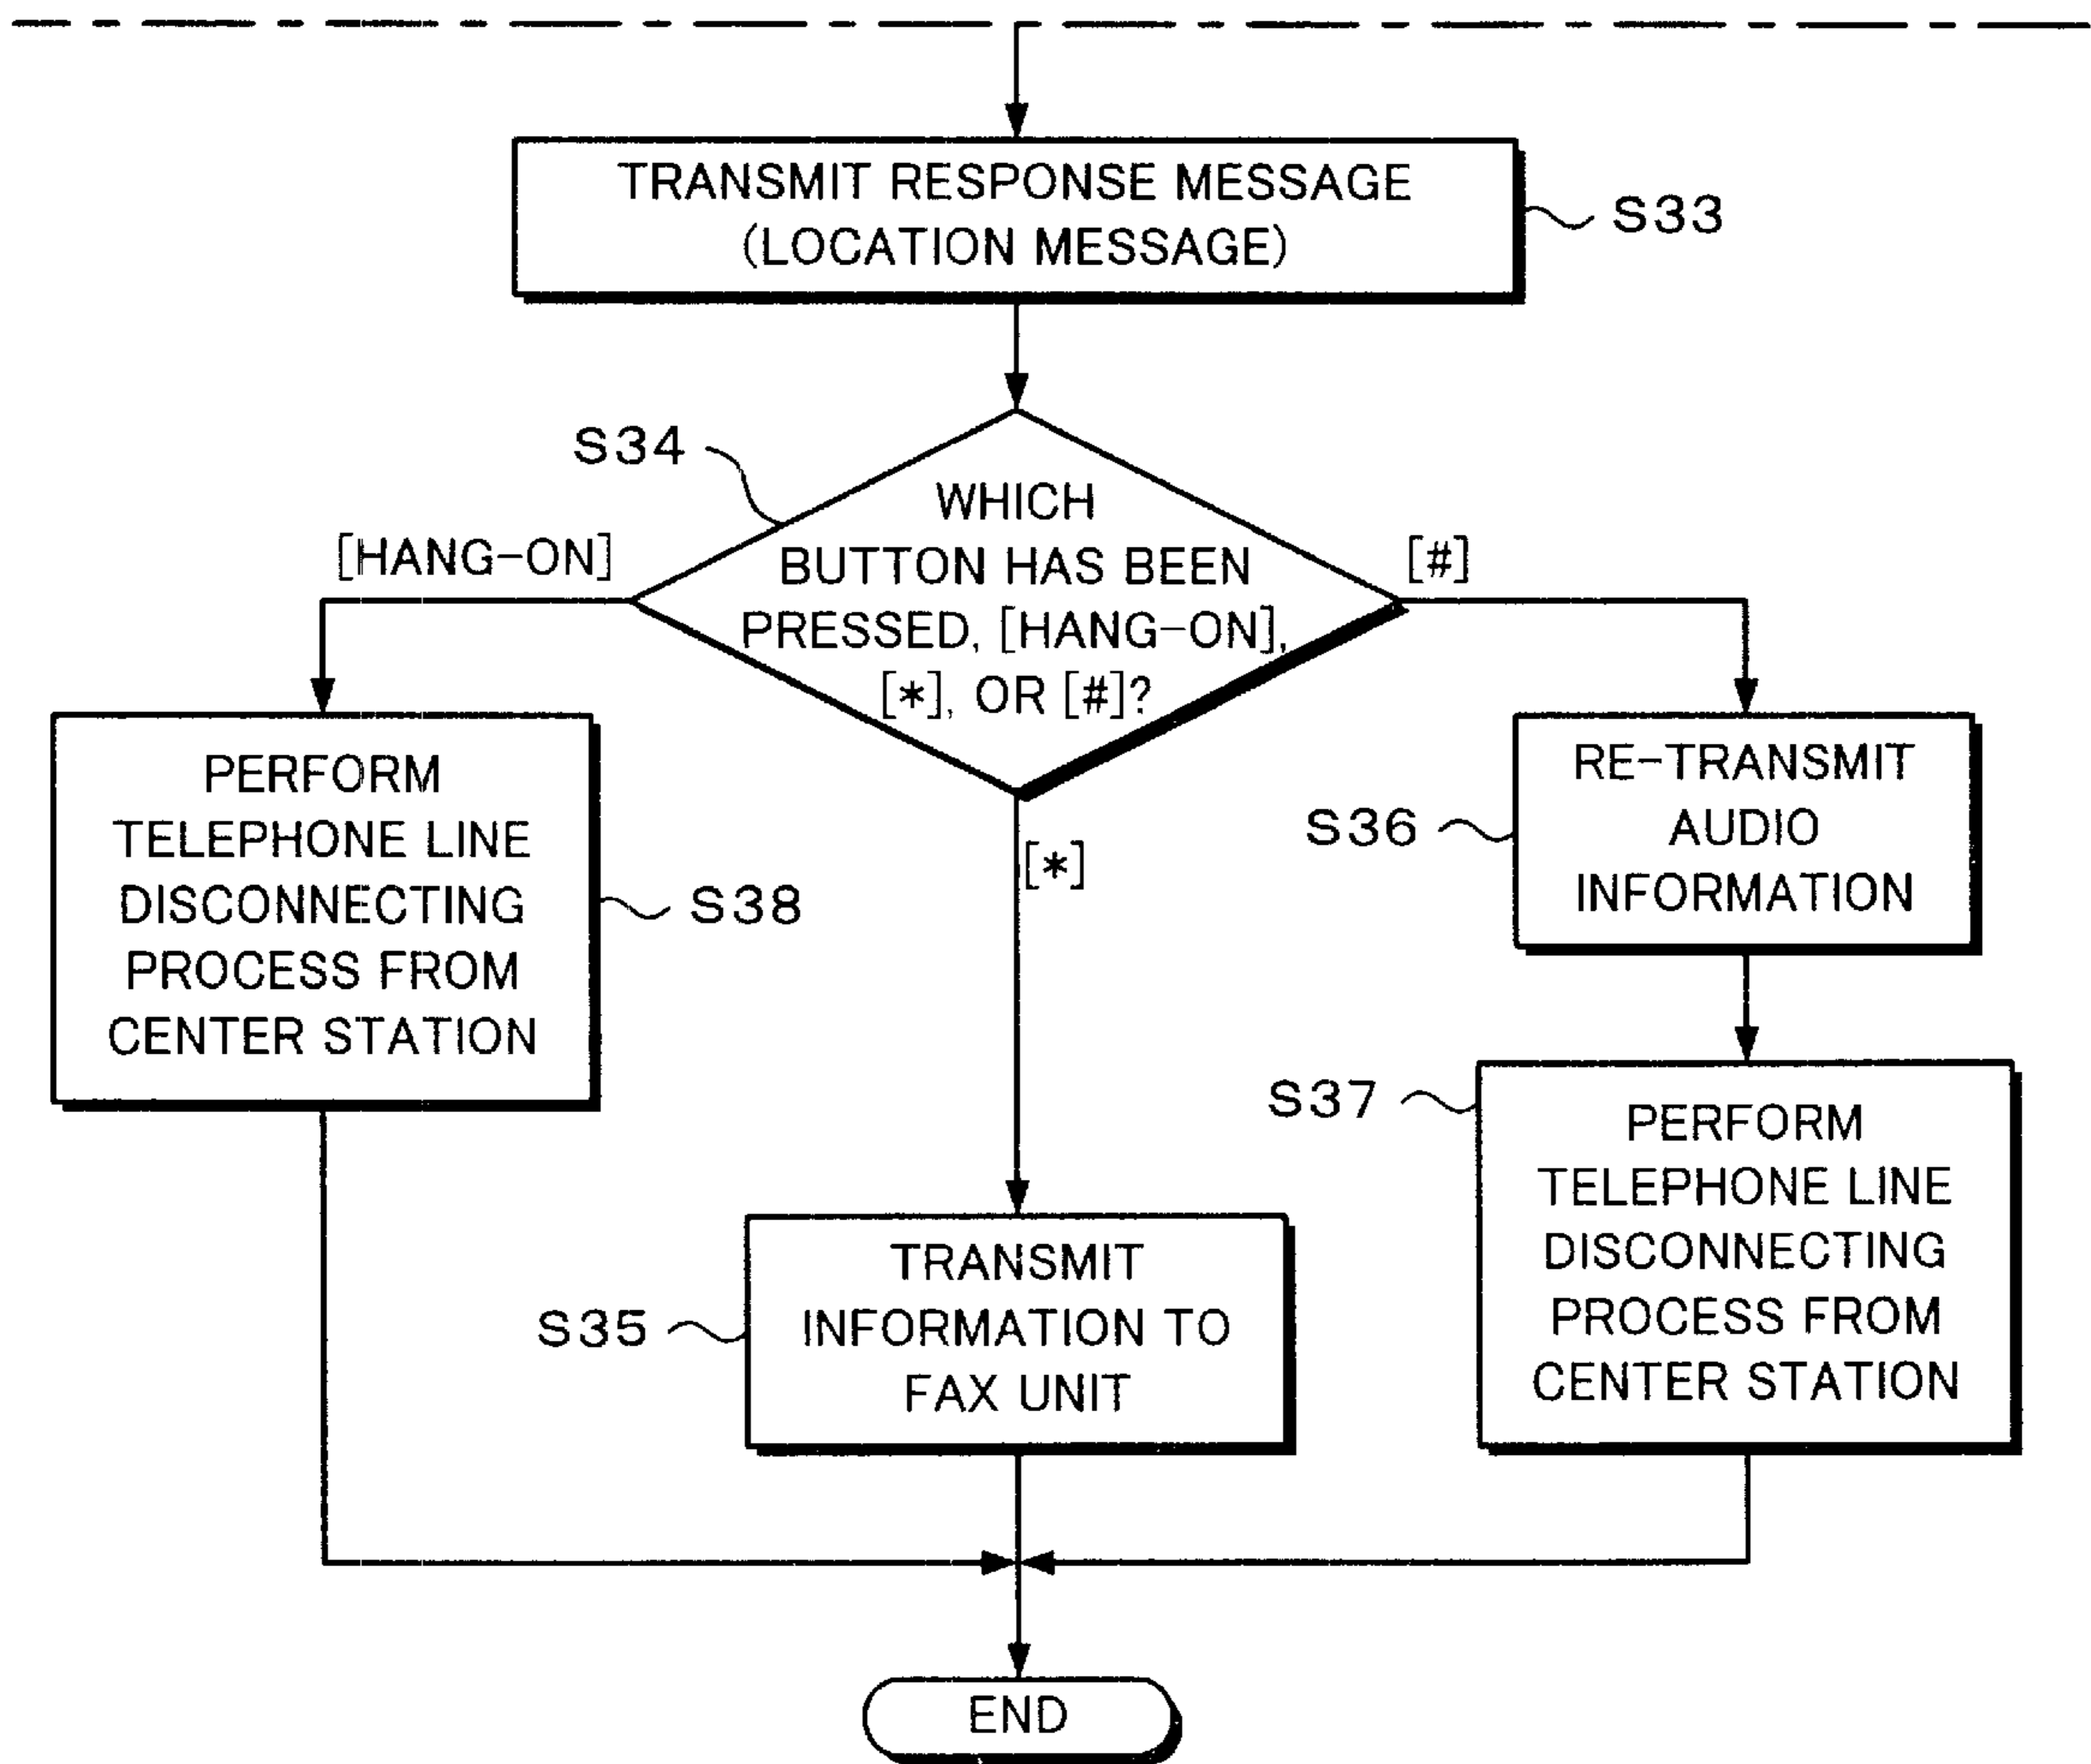 TRANSMIT RESPONSE MESSAGE
(LOCATION MESSAGE)
S33
S34
WHICH
BUTTON HAS BEEN
PRESSED, [HANG-ON],
[*], OR [#]?
[HANG-ON]
[#]
[*]
PERFORM
TELEPHONE LINE
DISCONNECTING
PROCESS FROM
CENTER STATION
S38
RE-TRANSMIT
AUDIO
INFORMATION
S36
S37
PERFORM
TELEPHONE LINE
DISCONNECTING
PROCESS FROM
CENTER STATION
S35
TRANSMIT
INFORMATION TO
FAX UNIT
END